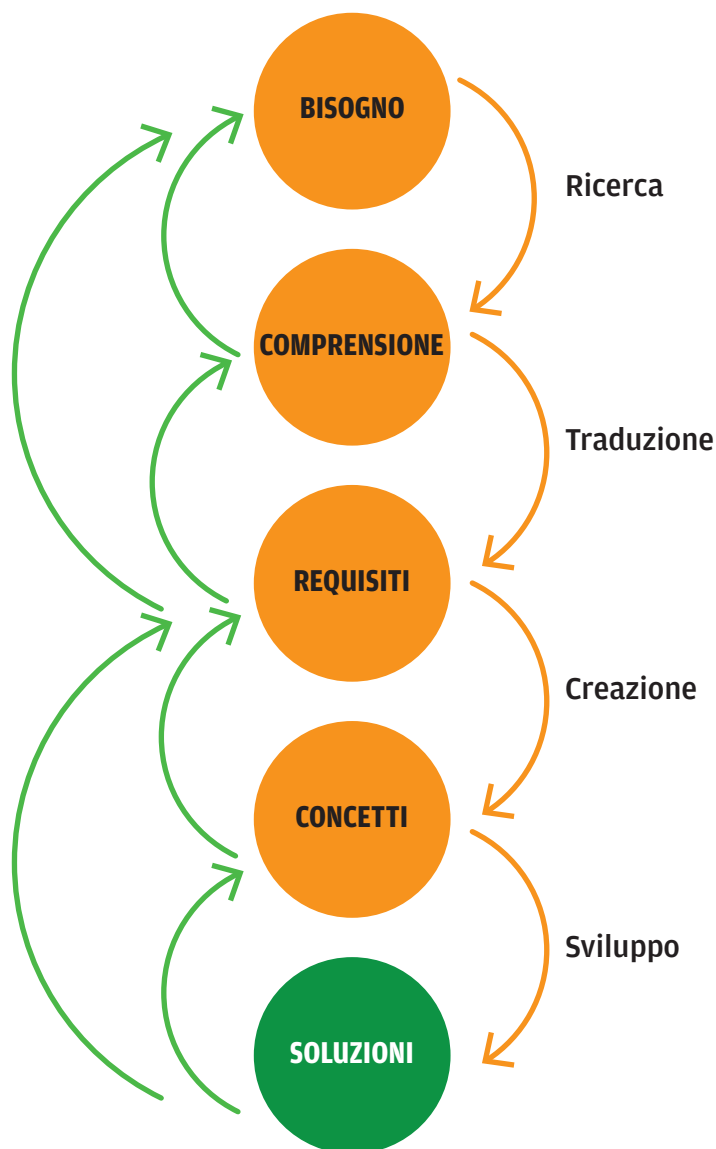 BISOGNO
Ricerca
COMPRENSIONE
Traduzione
REQUISITI
Creazione
CONCETTI
Sviluppo
SOLUZIONI